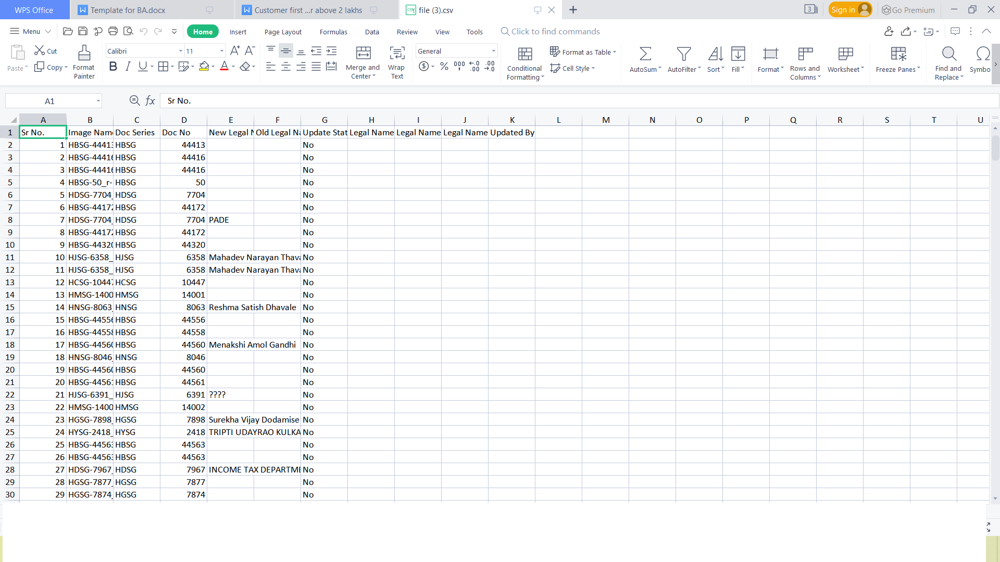 WPS Office Template for BA.docx Customer first ...r above 2 lakhs file (3).csv 3 Sign in Go Premium
Menu Home Insert Page Layout Formulas Data Review View Tools Click to find commands
Paste Cut Copy Format Painter Calibri 11 Merge and Center Wrap Text General Conditional Formatting Format as Table Cell Style AutoSum AutoFilter Sort Fill Format Rows and Columns Worksheet Freeze Panes Find and Replace Symbo
A1 fx Sr No.
A B C D E F G H I J K L M N O P Q R S T U
1 Sr No. Image Name Doc Series Doc No New Legal N Old Legal Na Update Stat Legal Name Legal Name Legal Name Updated By
2 1 HBSG-44413 HBSG 44413 No
3 2 HBSG-44416 HBSG 44416 No
4 3 HBSG-44416 HBSG 44416 No
5 4 HBSG-50_r- HBSG 50 No
6 5 HDSG-7704_ HDSG 7704 No
7 6 HBSG-44172 HBSG 44172 No
8 7 HDSG-7704_ HDSG 7704 PADE No
9 8 HBSG-44172 HBSG 44172 No
10 9 HBSG-44320 HBSG 44320 No
11 10 HJSG-6358_ HJSG 6358 Mahadev Narayan Thava No
12 11 HJSG-6358_ HJSG 6358 Mahadev Narayan Thava No
13 12 HCSG-10447 HCSG 10447 No
14 13 HMSG-1400 HMSG 14001 No
15 14 HNSG-8063_ HNSG 8063 Reshma Satish Dhavale No
16 15 HBSG-44556 HBSG 44556 No
17 16 HBSG-44558 HBSG 44558 No
18 17 HBSG-44560 HBSG 44560 Menakshi Amol Gandhi No
19 18 HNSG-8046_ HNSG 8046 No
20 19 HBSG-44560 HBSG 44560 No
21 20 HBSG-44561 HBSG 44561 No
22 21 HJSG-6391_ HJSG 6391 ???? No
23 22 HMSG-1400 HMSG 14002 No
24 23 HGSG-7898_ HGSG 7898 Surekha Vijay Dodamise No
25 24 HYSG-2418_ HYSG 2418 TRIPTI UDAYRAO KULKA No
26 25 HBSG-44563 HBSG 44563 No
27 26 HBSG-44563 HBSG 44563 No
28 27 HDSG-7967_ HDSG 7967 INCOME TAX DEPARTME No
29 28 HGSG-7877_ HGSG 7877 No
30 29 HGSG-7874_ HGSG 7874 No